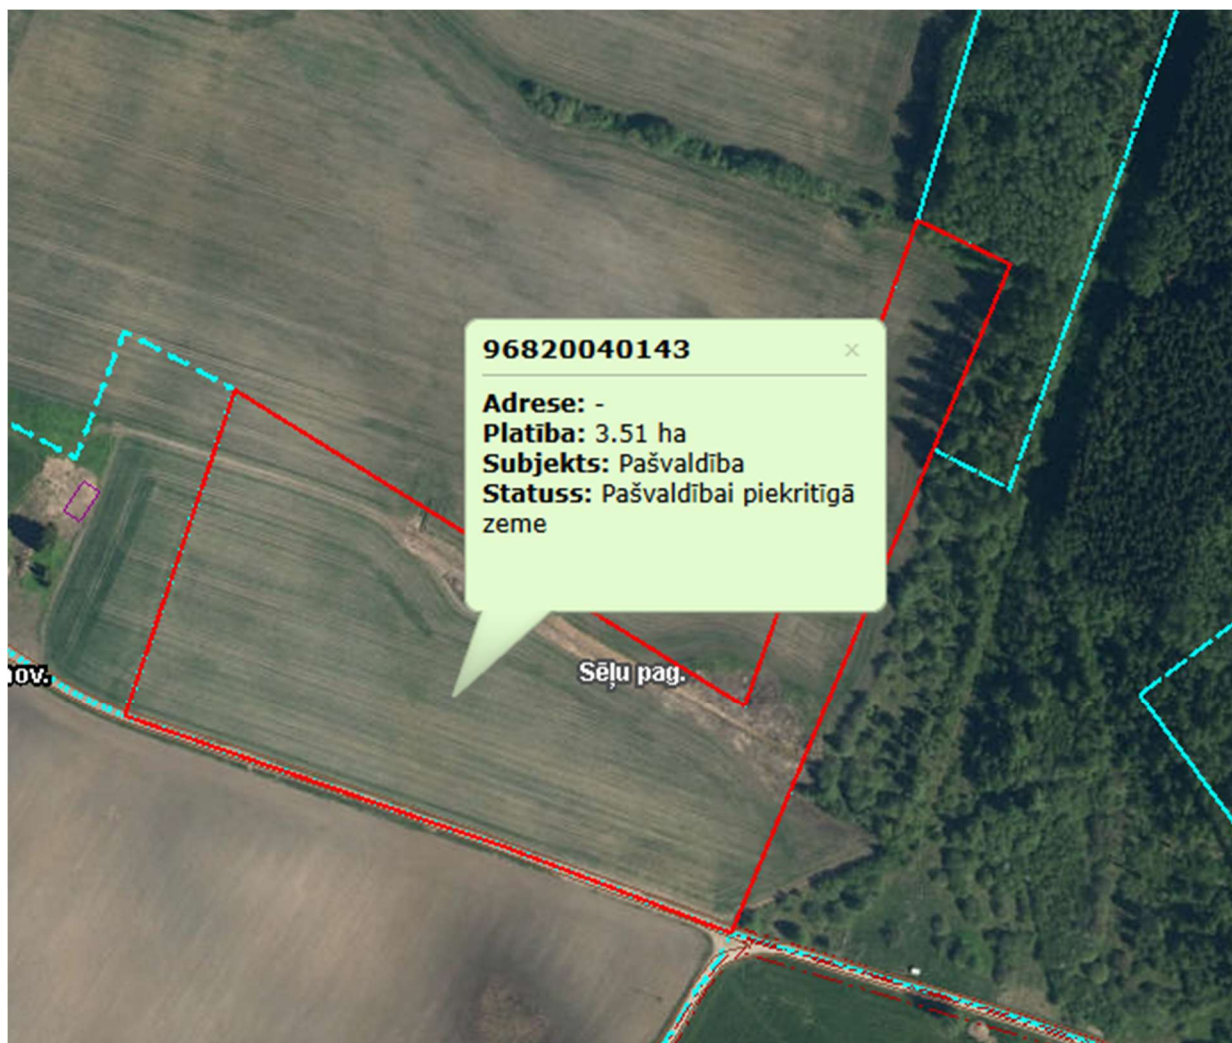 96820040143
Adrese: -
Platība: 3.51 ha
Subjekts: Pašvaldība
Statuss: Pašvaldībai piekritīgā
zeme
Sēļu pag.
nov.